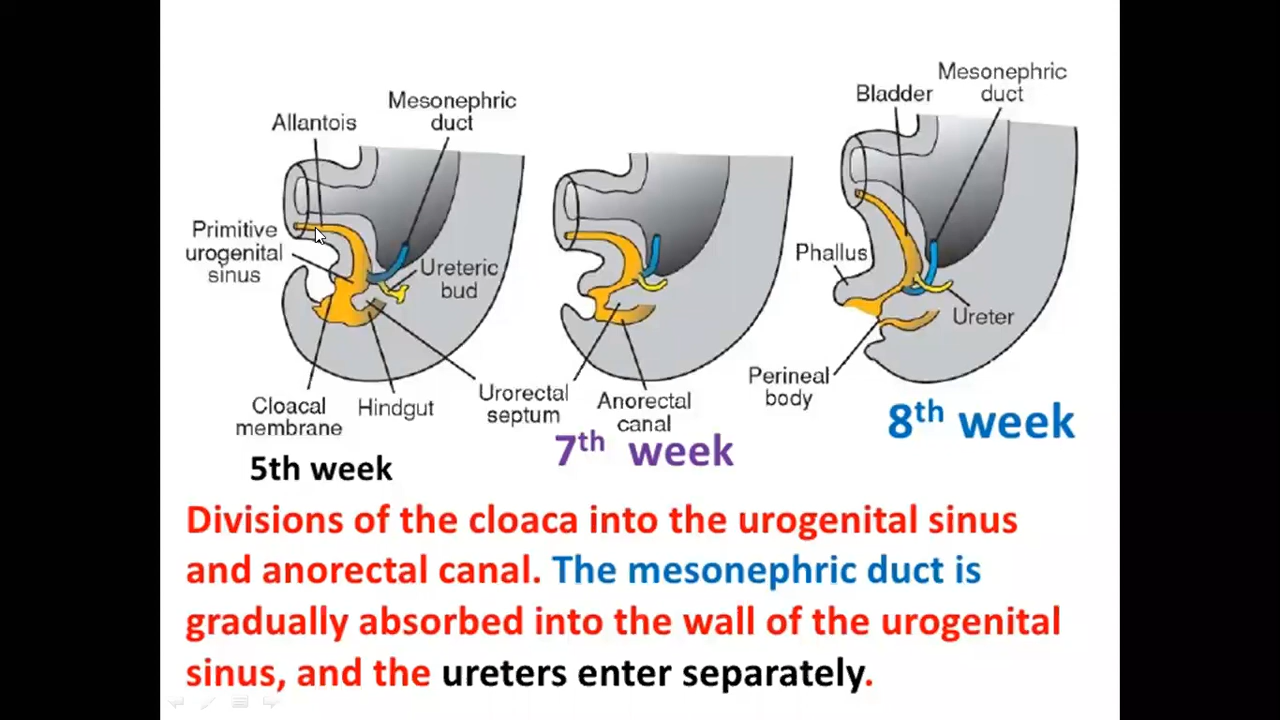 Allantois
Mesonephric
duct
Primitive
urogenital
sinus
Ureteric
bud
Cloacal
membrane
Hindgut
5th week
Urorectal
septum
Anorectal
canal
7th week
Bladder
Mesonephric
duct
Phallus
Ureter
Perineal
body
8th week
Divisions of the cloaca into the urogenital sinus
and anorectal canal. The mesonephric duct is
gradually absorbed into the wall of the urogenital
sinus, and the ureters enter separately.